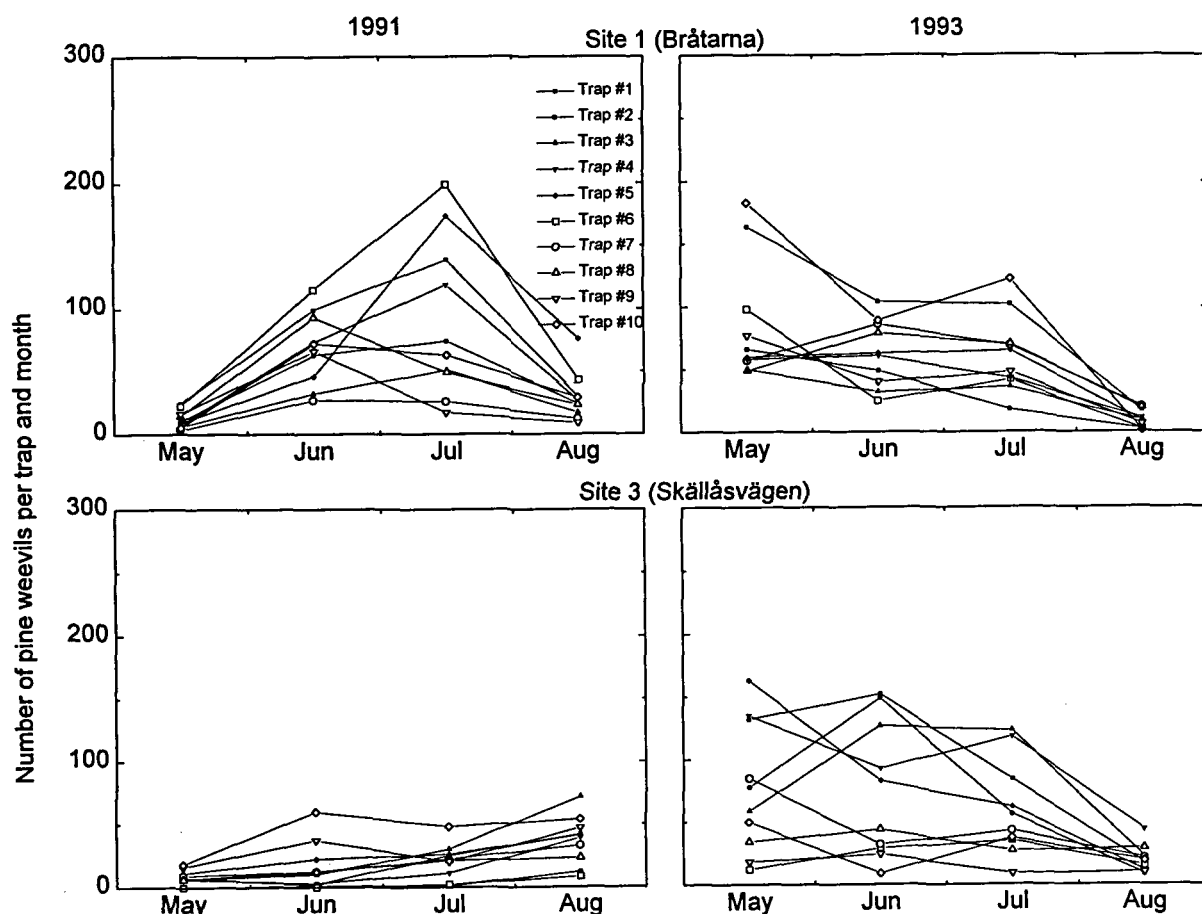 1991
1993
Site 1 (Bråtarna)
300
200
100
0
Trap #1
Trap #2
Trap #3
Trap #4
Trap #5
Trap #6
Trap #7
Trap #8
Trap #9
Trap #10
May Jun Jul Aug
May Jun Jul Aug
Number of pine weevils per trap and month
Site 3 (Skällåsvägen)
300
200
100
0
May Jun Jul Aug
May Jun Jul Aug